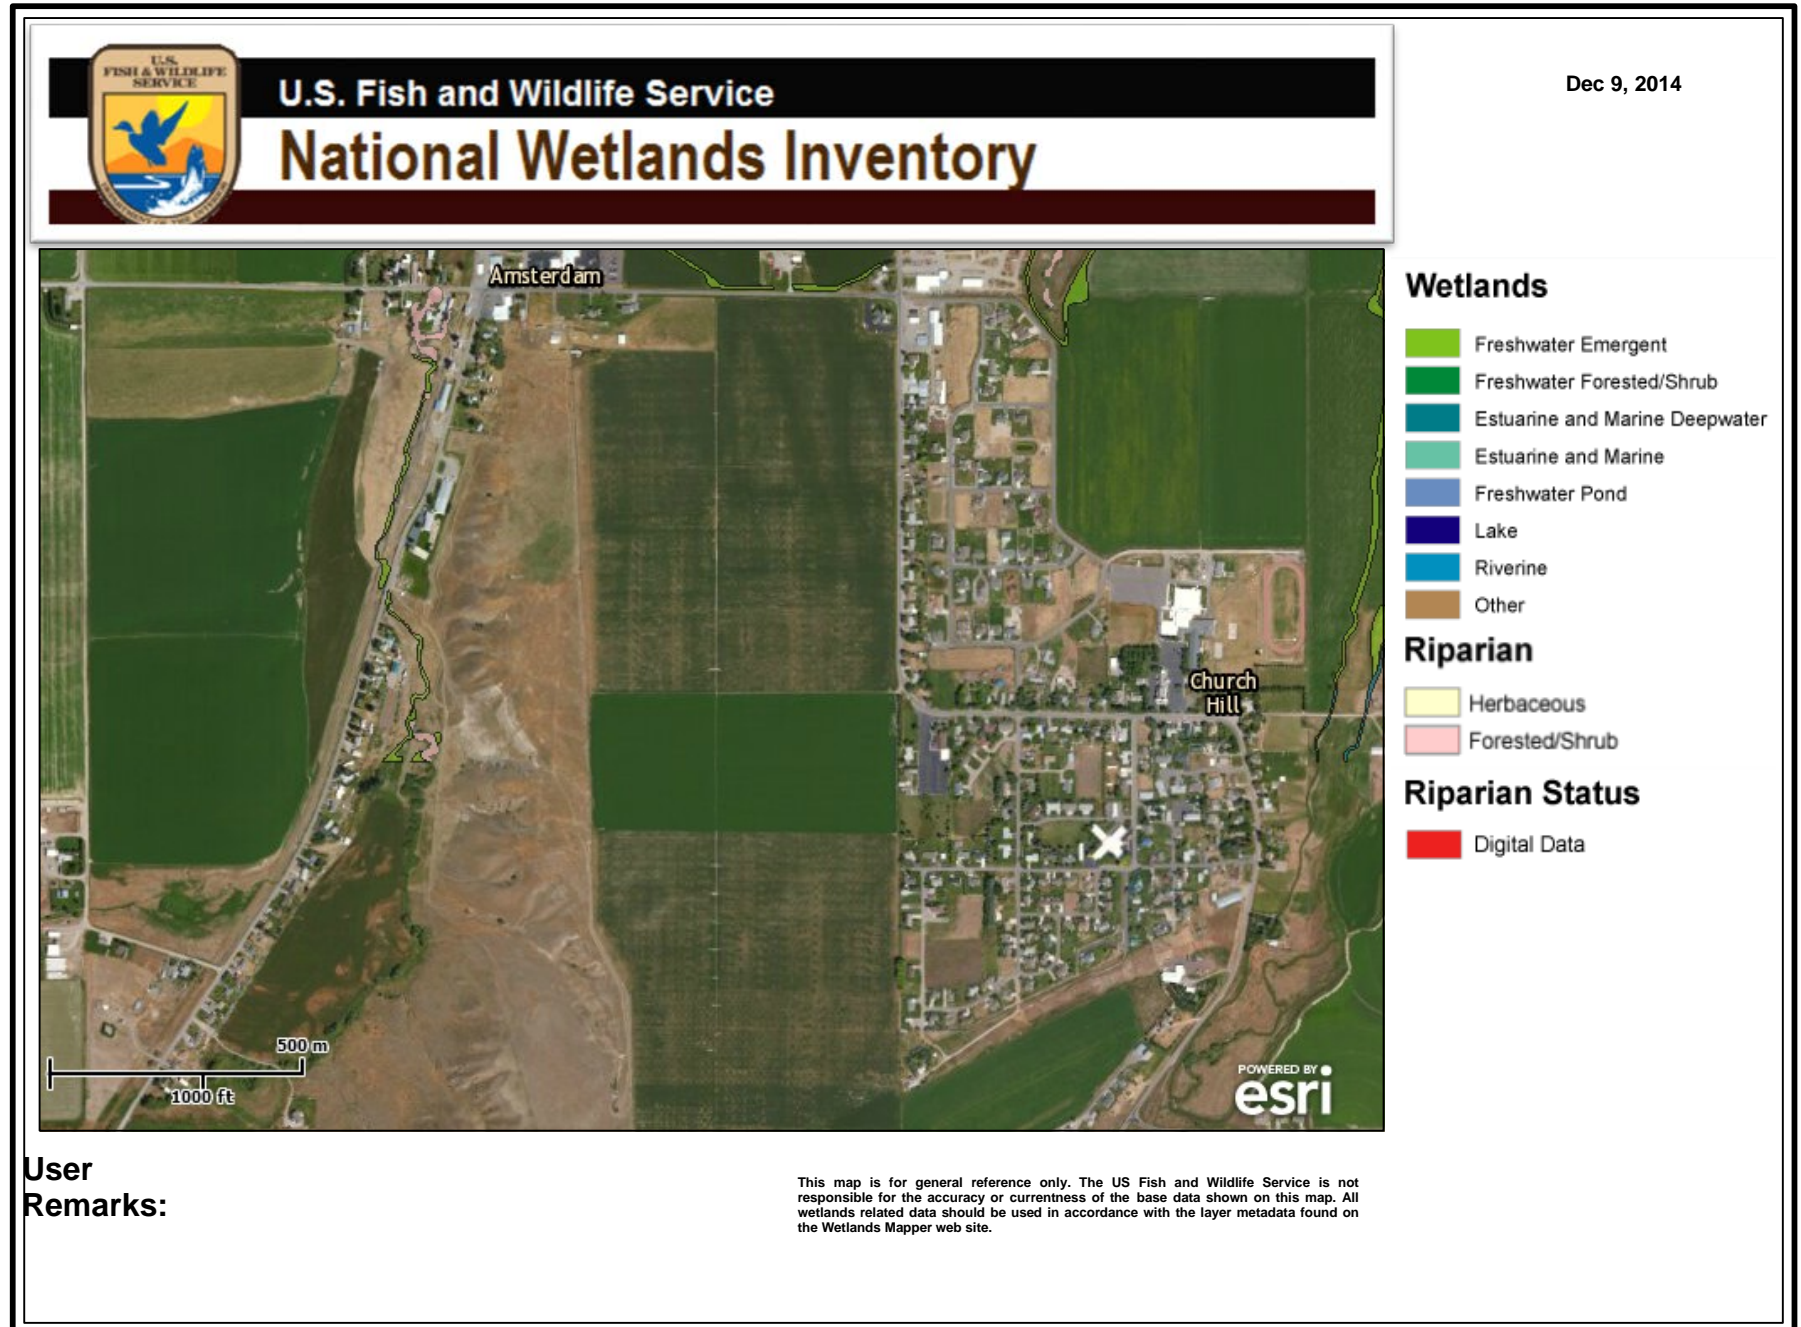 U.S.
FISH & WILDLIFE
SERVICE
DEPARTMENT OF THE INTERIOR
U.S. Fish and Wildlife Service
National Wetlands Inventory
Dec 9, 2014
Amsterdam
Church
Hill
500 m
1000 ft
POWERED BY
esri
Wetlands
Freshwater Emergent
Freshwater Forested/Shrub
Estuarine and Marine Deepwater
Estuarine and Marine
Freshwater Pond
Lake
Riverine
Other
Riparian
Herbaceous
Forested/Shrub
Riparian Status
Digital Data
User
Remarks:
This map is for general reference only. The US Fish and Wildlife Service is not
responsible for the accuracy or currentness of the base data shown on this map. All
wetlands related data should be used in accordance with the layer metadata found on
the Wetlands Mapper web site.